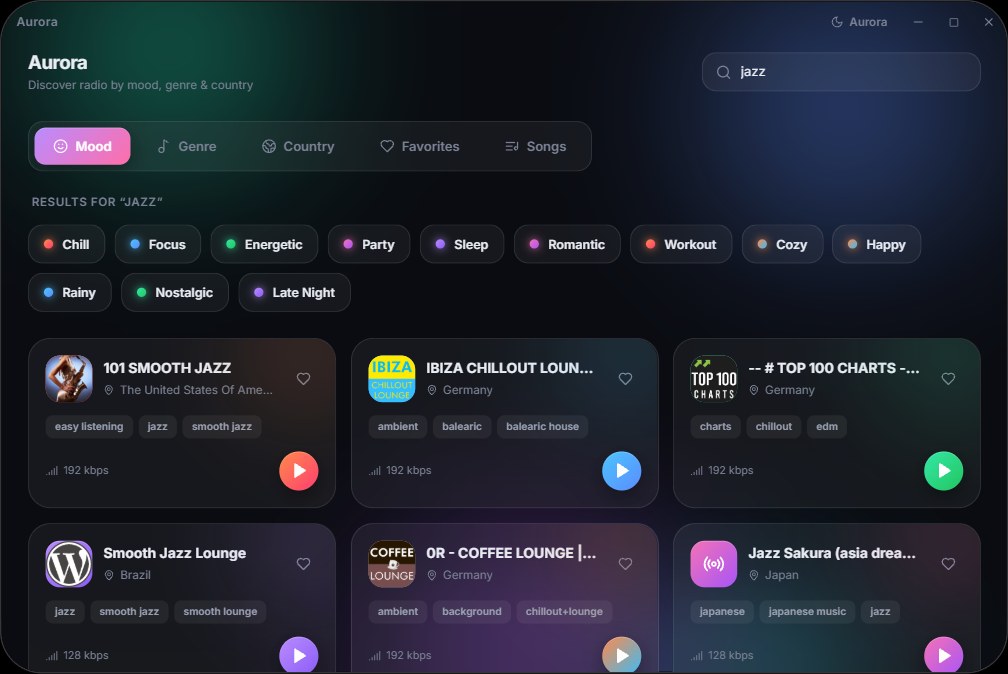 Aurora
Aurora
Aurora
Discover radio by mood, genre & country
jazz
Mood Genre Country Favorites Songs
RESULTS FOR “JAZZ”
Chill Focus Energetic Party Sleep Romantic Workout Cozy Happy
Rainy Nostalgic Late Night
101 SMOOTH JAZZ
The United States Of Ame...
easy listening jazz smooth jazz
192 kbps
IBIZA
CHILLOUT
LOUNGE
IBIZA CHILLOUT LOUN...
Germany
ambient balearic balearic house
192 kbps
TOP 100
CHARTS
-- # TOP 100 CHARTS -...
Germany
charts chillout edm
192 kbps
W
Smooth Jazz Lounge
Brazil
jazz smooth jazz smooth lounge
128 kbps
COFFEE
LOUNGE
0R - COFFEE LOUNGE |...
Germany
ambient background chillout+lounge
192 kbps
Jazz Sakura (asia drea...
Japan
japanese japanese music jazz
128 kbps